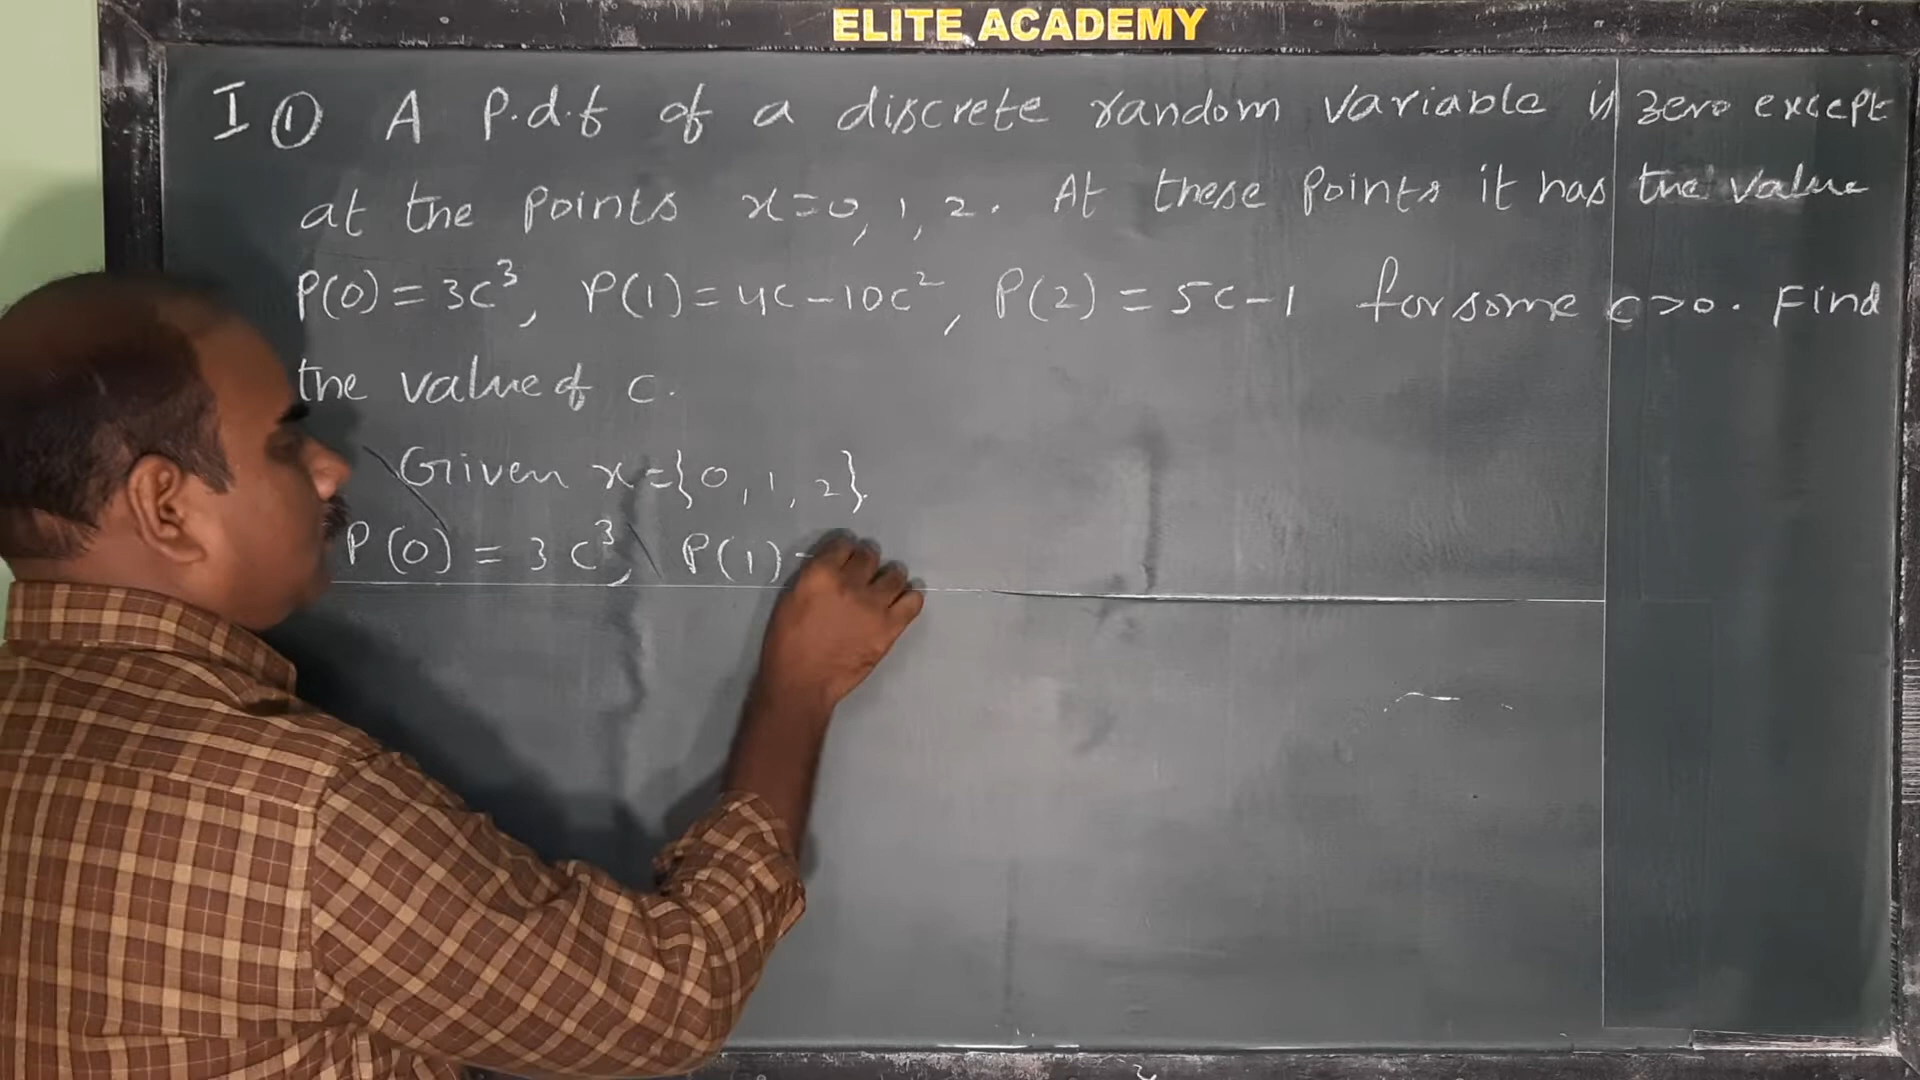 ELITE ACADEMY
I ① A P.d.f of a discrete random variable is zero except
at the points x=0, 1, 2. At these points it has the value
P(0) = 3c³, P(1) = 4c-10c², P(2) = 5c-1 for some c>0. Find
the value of c.
Given x={0, 1, 2}.
P(0) = 3c³, P(1)